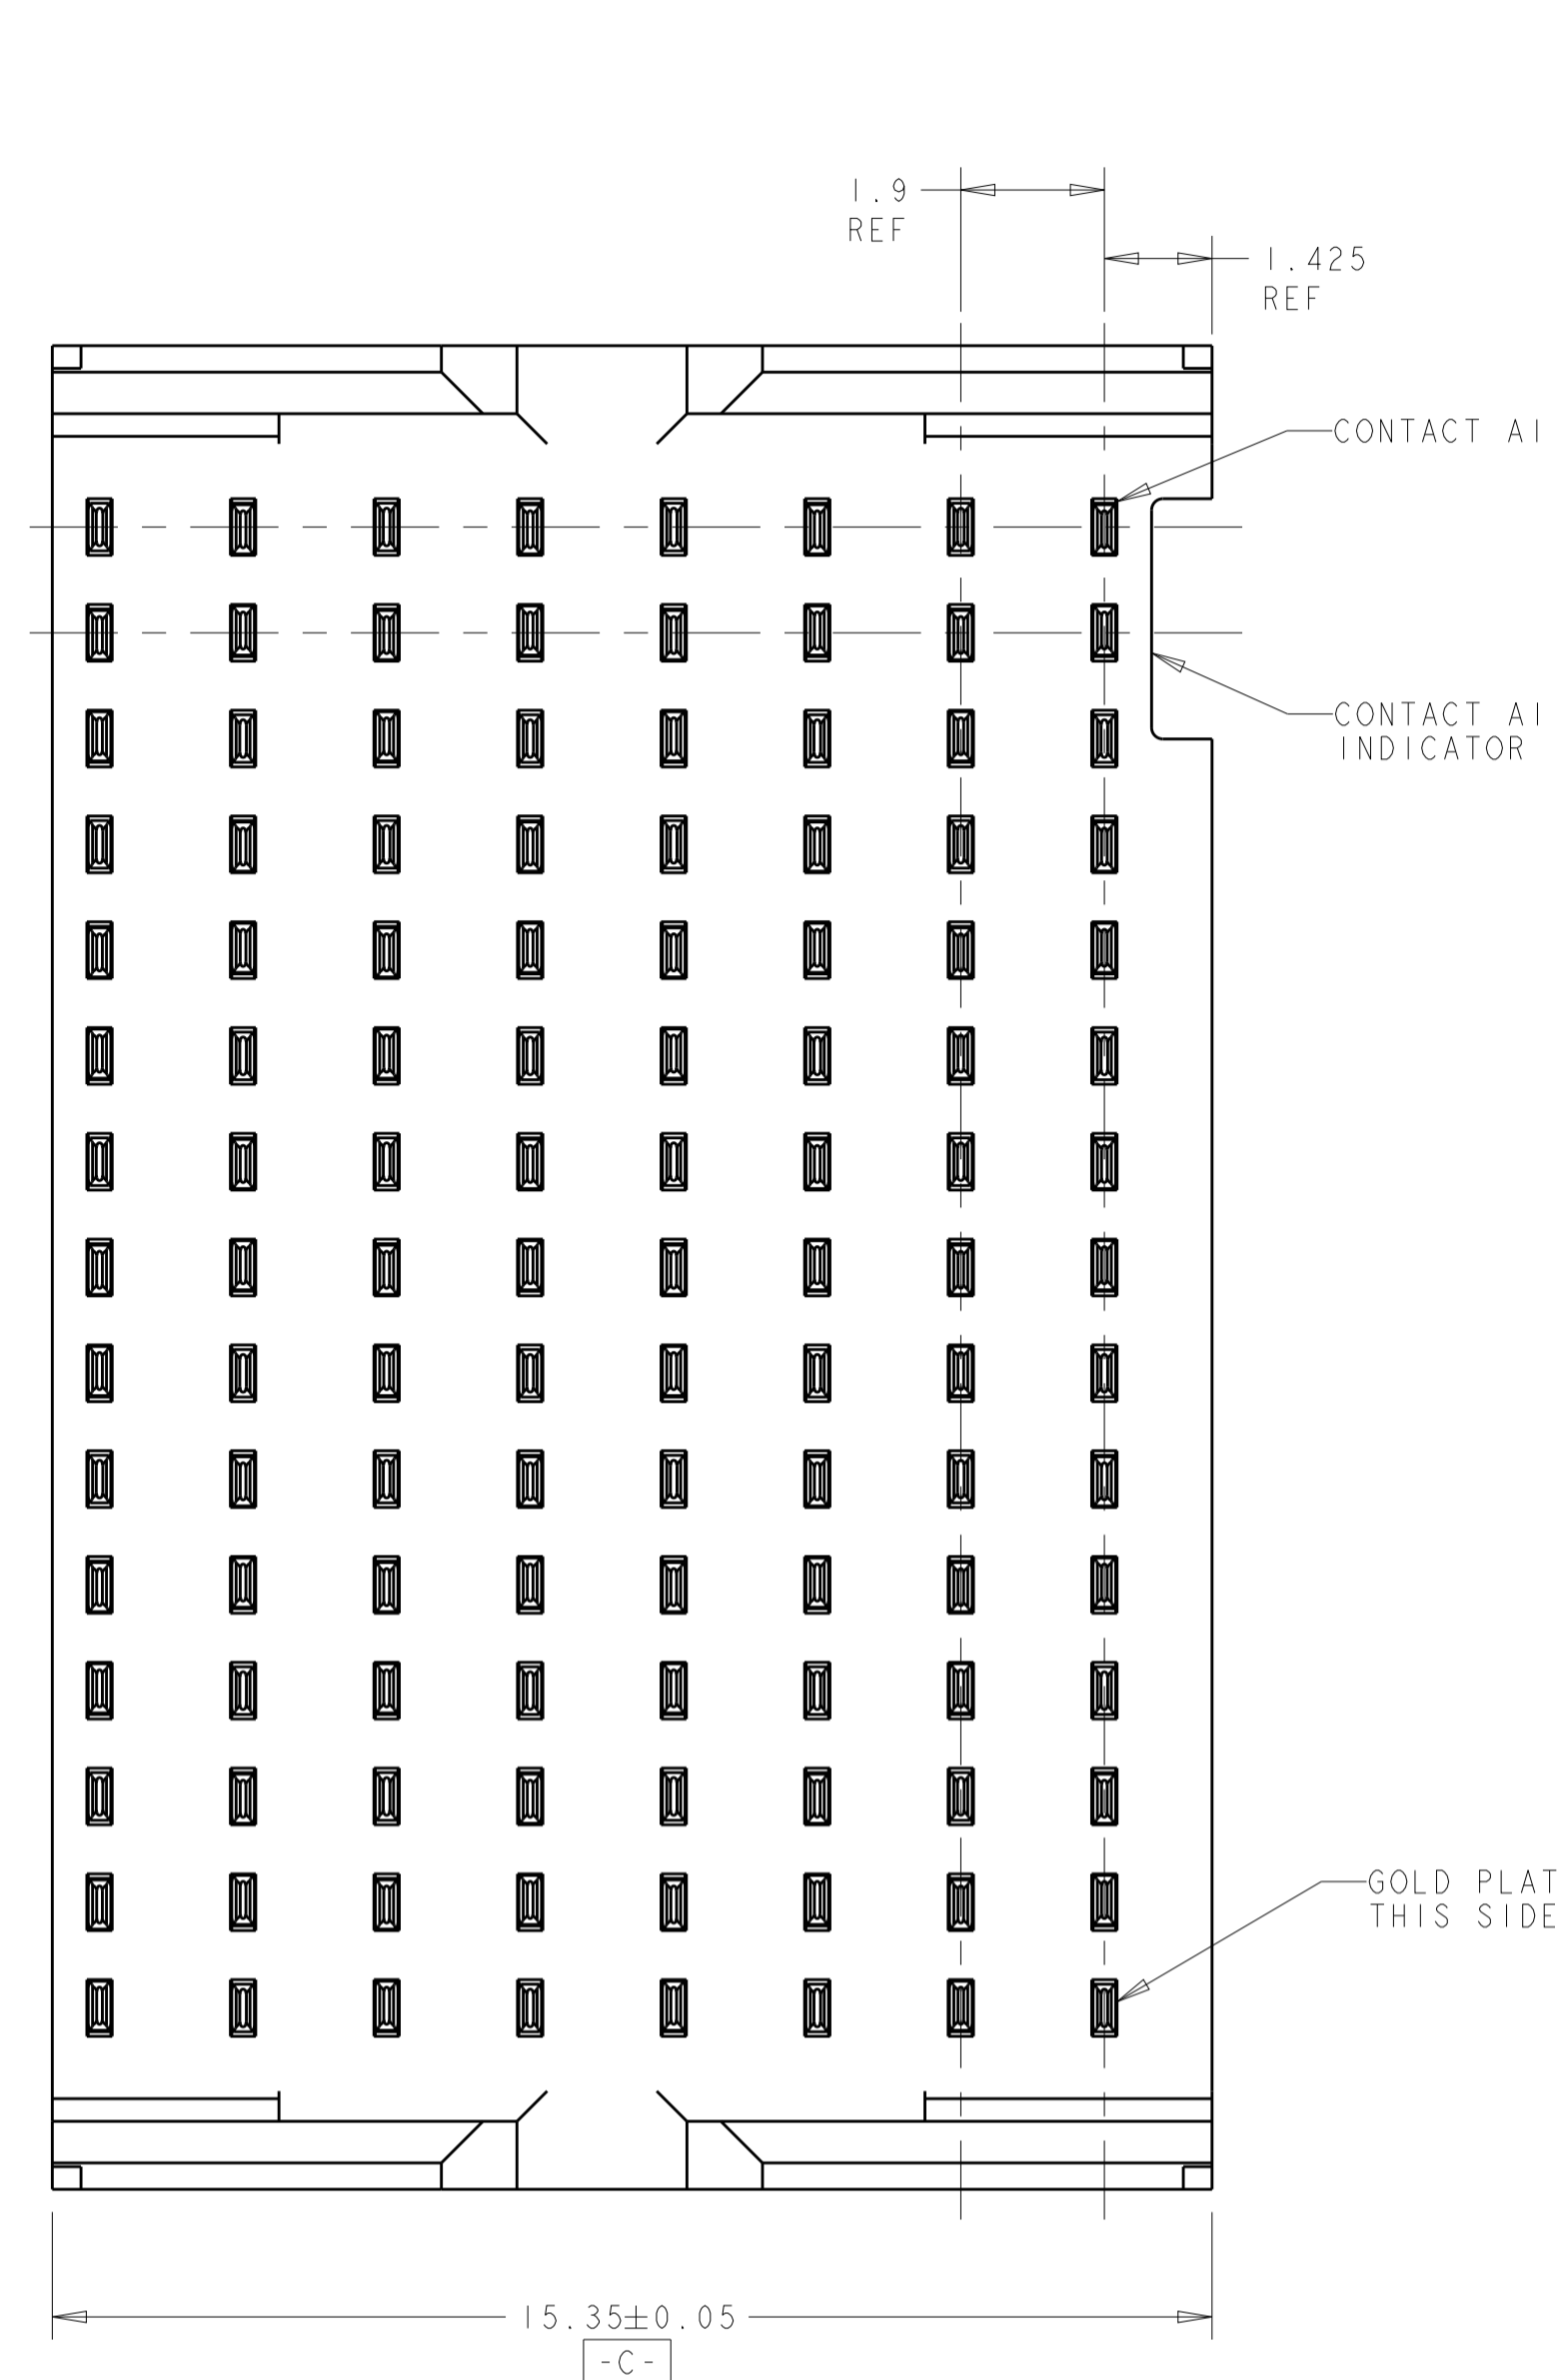 1.9
REF
1.425
REF
CONTACT A1
CONTACT A1
INDICATOR
GOLD PLAT
THIS SIDE
15.35±0.05
-C-